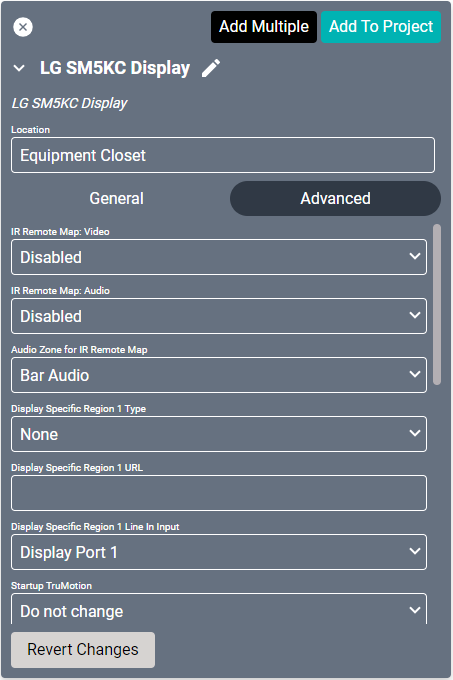 Add Multiple
Add To Project
LG SM5KC Display
LG SM5KC Display
Location
Equipment Closet
General
Advanced
IR Remote Map: Video
Disabled
IR Remote Map: Audio
Disabled
Audio Zone for IR Remote Map
Bar Audio
Display Specific Region 1 Type
None
Display Specific Region 1 URL
Display Specific Region 1 Line In Input
Display Port 1
Startup TruMotion
Do not change
Revert Changes